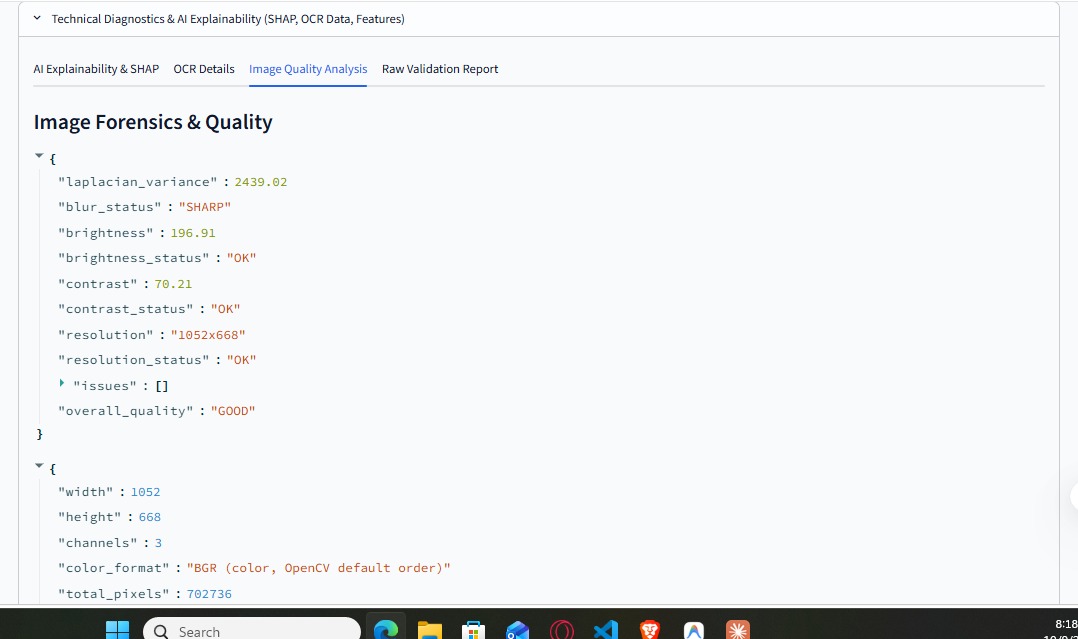 Technical Diagnostics & AI Explainability (SHAP, OCR Data, Features)
AI Explainability & SHAP OCR Details Image Quality Analysis Raw Validation Report
Image Forensics & Quality
{
"laplacian_variance" : 2439.02
"blur_status" : "SHARP"
"brightness" : 196.91
"brightness_status" : "OK"
"contrast" : 70.21
"contrast_status" : "OK"
"resolution" : "1052x668"
"resolution_status" : "OK"
"issues" : []
"overall_quality" : "GOOD"
}
{
"width" : 1052
"height" : 668
"channels" : 3
"color_format" : "BGR (color, OpenCV default order)"
"total_pixels" : 702736
Search
8:18